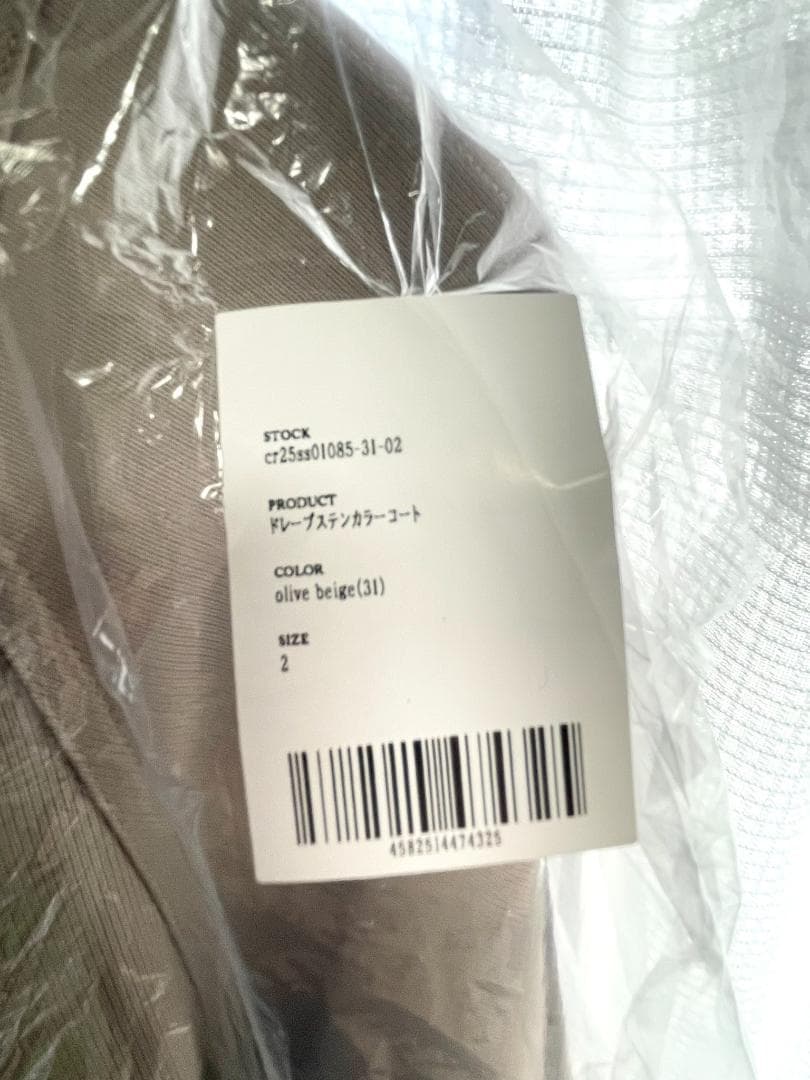 STOCK
cr25ss01085-31-02
PRODUCT
ドレープステンカラーコート
COLOR
olive beige(31)
SIZE
2
4582514474325